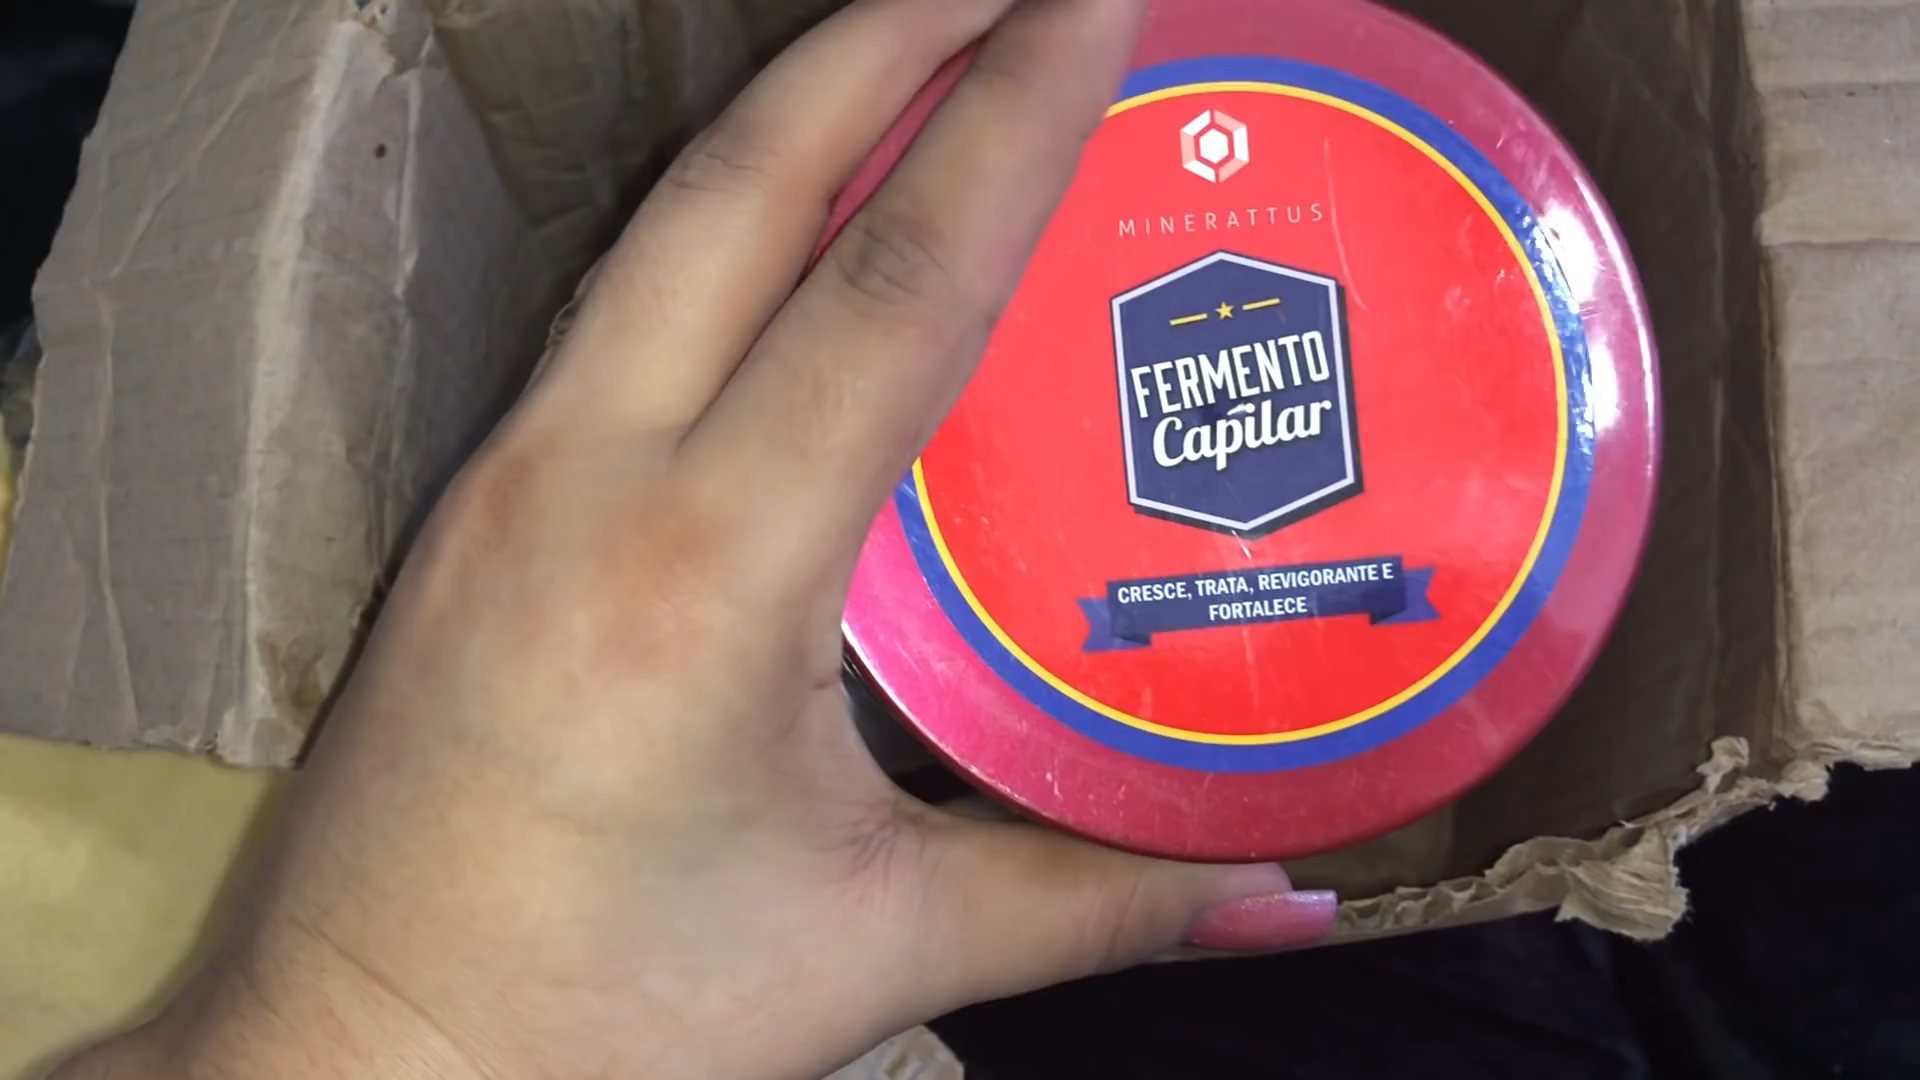 MINERATTUS
FERMENTO
Capilar
CRESCE, TRATA, REVIGORANTE E
FORTALECE